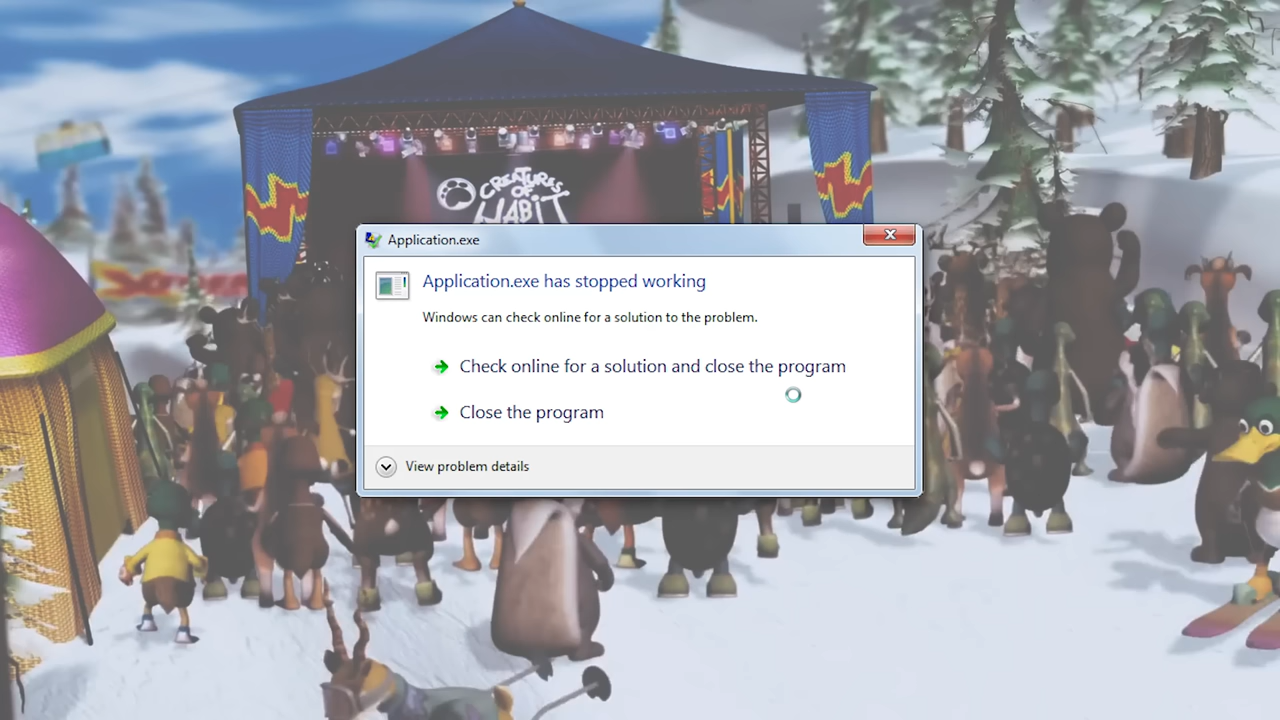 CREATURES
OF
HABIT
Application.exe
Application.exe has stopped working
Windows can check online for a solution to the problem.
Check online for a solution and close the program
Close the program
View problem details